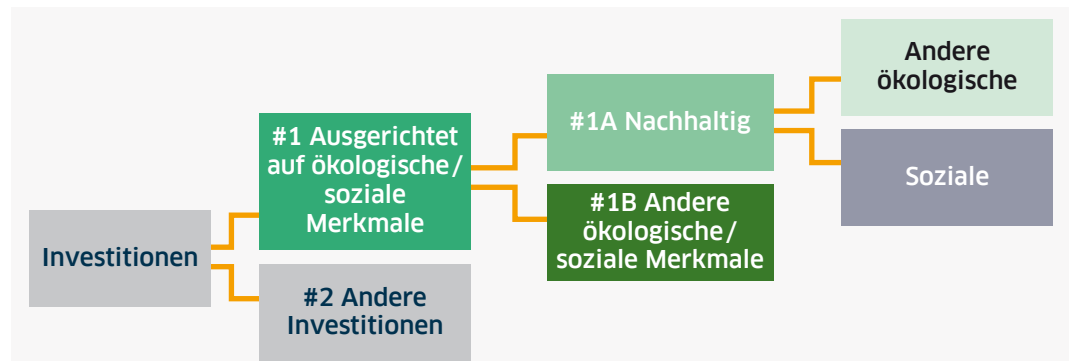 Investitionen
#1 Ausgerichtet
auf ökologische/
soziale
Merkmale
#2 Andere
Investitionen
#1A Nachhaltig
#1B Andere
ökologische/
soziale Merkmale
Andere
ökologische
Soziale